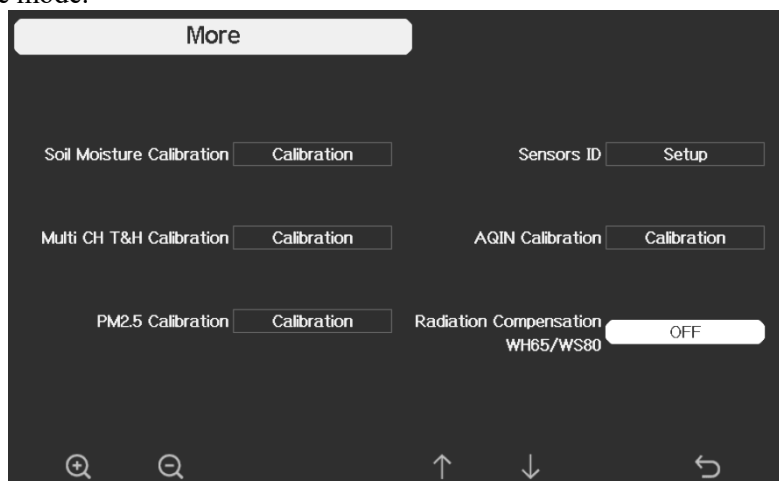 e mode.
More
Soil Moisture Calibration Calibration
Sensors ID Setup
Multi CH T&H Calibration Calibration
AQIN Calibration Calibration
PM2.5 Calibration Calibration
Radiation Compensation
WH65/WS80 OFF